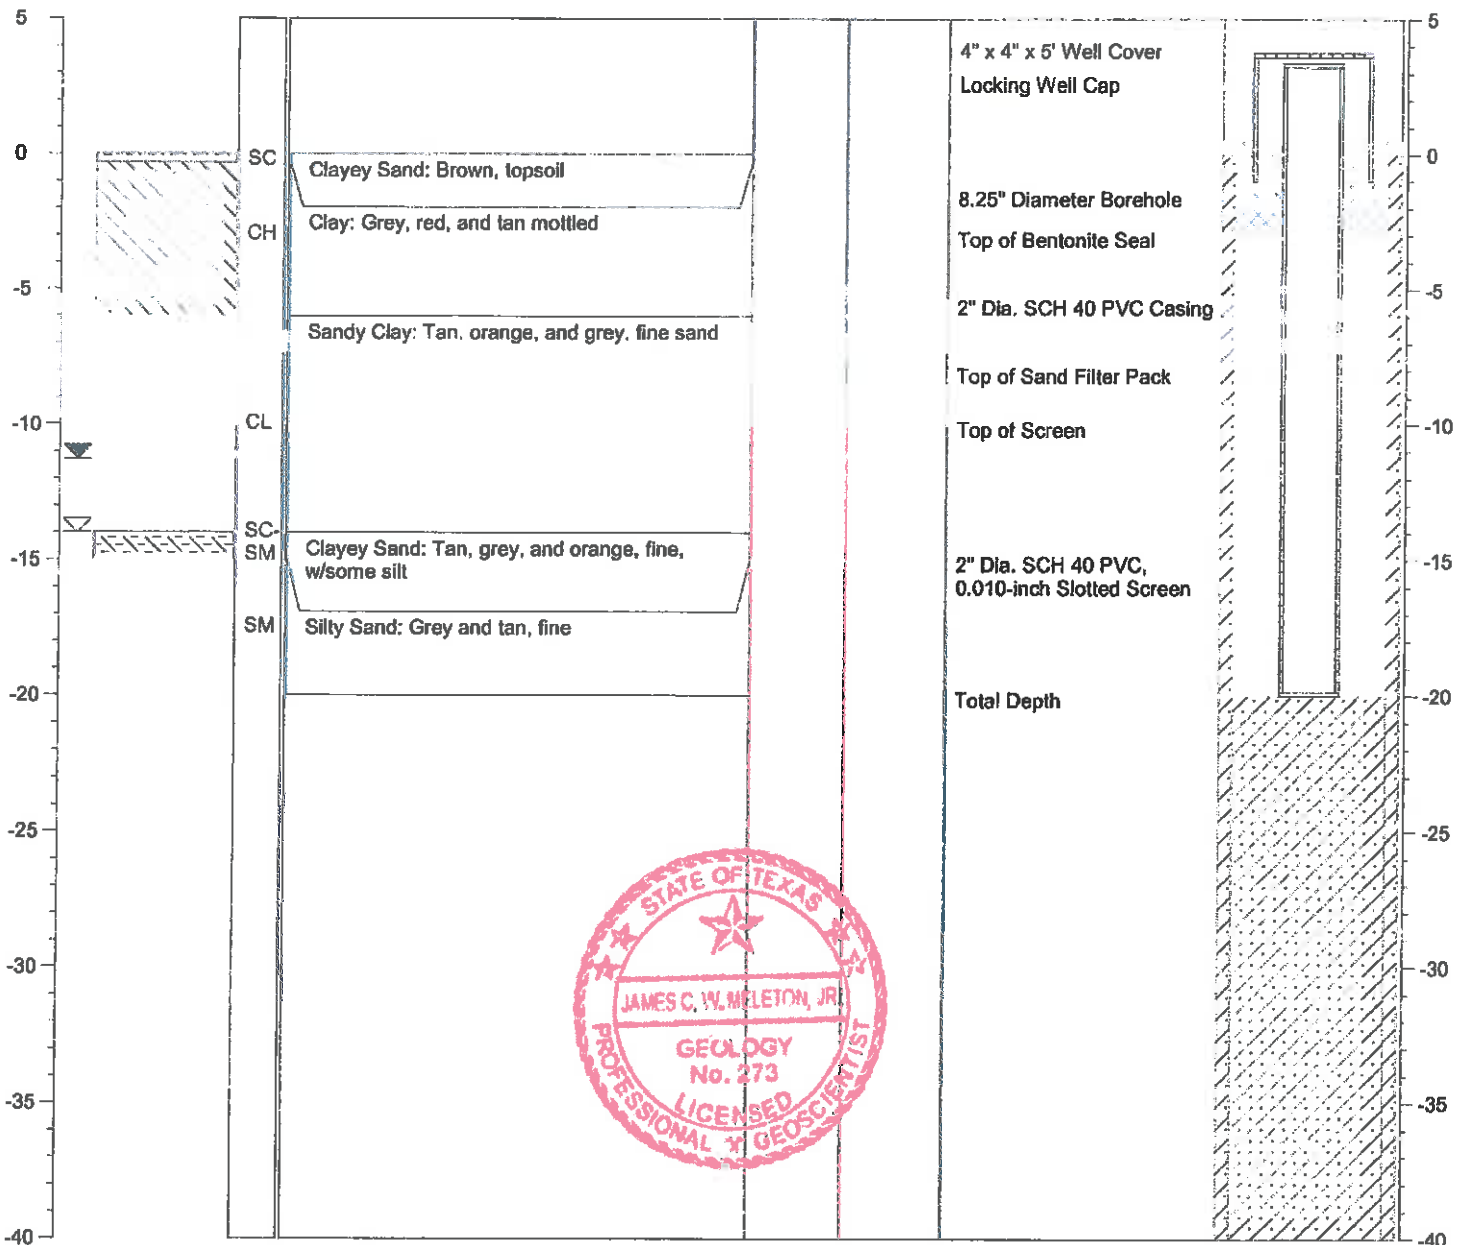 5
0
-5
-10
-15
-20
-25
-30
-35
-40
SC
CH
CL
SC-
SM
SM
Clayey Sand: Brown, topsoil
Clay: Grey, red, and tan mottled
Sandy Clay: Tan, orange, and grey, fine sand
Clayey Sand: Tan, grey, and orange, fine,
w/some silt
Silty Sand: Grey and tan, fine
4" x 4" x 5' Well Cover
Locking Well Cap
8.25" Diameter Borehole
Top of Bentonite Seal
2" Dia. SCH 40 PVC Casing
Top of Sand Filter Pack
Top of Screen
2" Dia. SCH 40 PVC,
0.010-inch Slotted Screen
Total Depth
5
0
-5
-10
-15
-20
-25
-30
-35
-40
STATE OF TEXAS
JAMES C. W. MELETON, JR.
GEOLOGY
No. 273
LICENSED
PROFESSIONAL GEOSCIENTIST